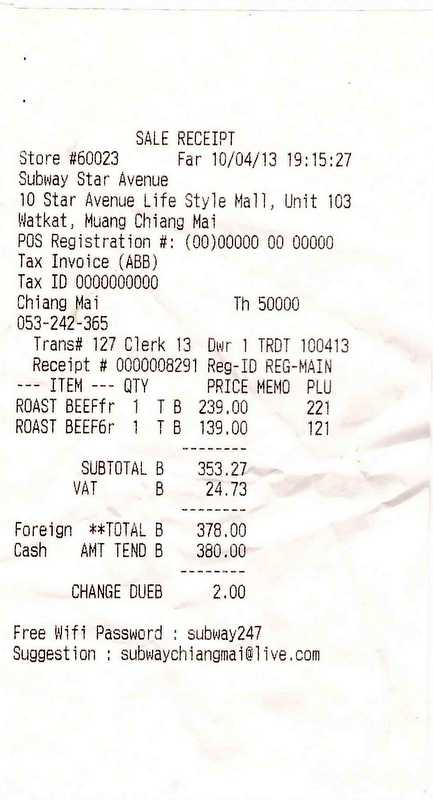 SALE RECEIPT
Store #60023 Far 10/04/13 19:15:27
Subway Star Avenue
10 Star Avenue Life Style Mall, Unit 103
Watkat, Muang Chiang Mai
POS Registration #: (00)00000 00 00000
Tax Invoice (ABB)
Tax ID 0000000000
Chiang Mai Th 50000
053-242-365
Trans# 127 Clerk 13 Dwr 1 TRDT 100413
Receipt # 0000008291 Reg-ID REG-MAIN
--- ITEM --- QTY PRICE MEMO PLU
ROAST BEEFfr 1 T B 239.00 221
ROAST BEEF6r 1 T B 139.00 121
--------
SUBTOTAL B 353.27
VAT B 24.73
--------
Foreign **TOTAL B 378.00
Cash AMT TEND B 380.00
--------
CHANGE DUEB 2.00
Free Wifi Password : subway247
Suggestion : subwaychiangmai@live.com